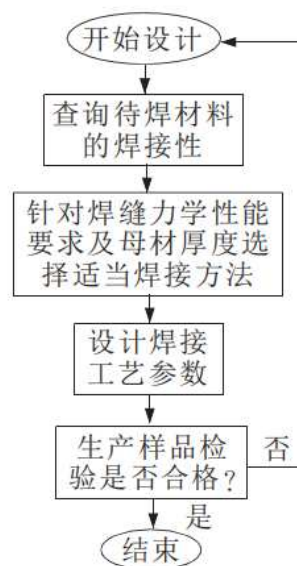 开始设计
查询待焊材料
的焊接性
针对焊缝力学性能
要求及母材厚度选
择适当焊接方法
设计焊接
工艺参数
生产样品检
验是否合格?
否
是
结束